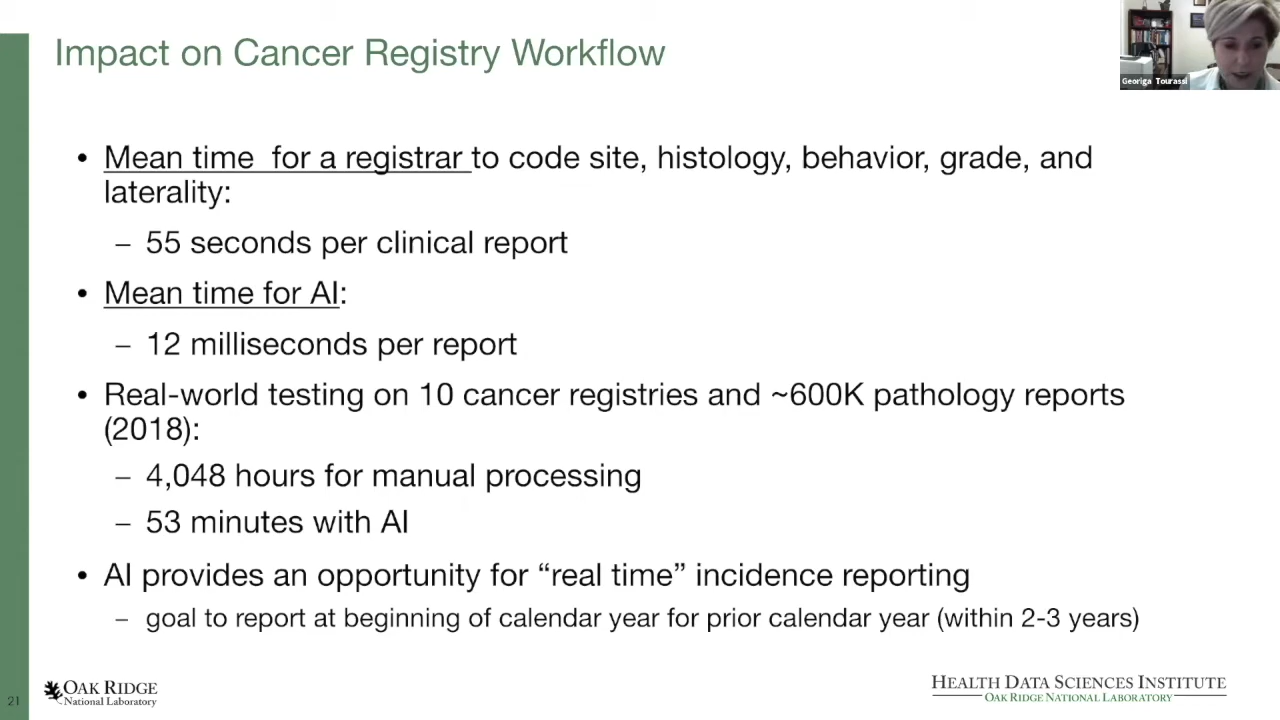 Impact on Cancer Registry Workflow
Georiga Tourassi
• Mean time for a registrar to code site, histology, behavior, grade, and
laterality:
– 55 seconds per clinical report
• Mean time for AI:
– 12 milliseconds per report
• Real-world testing on 10 cancer registries and ~600K pathology reports
(2018):
– 4,048 hours for manual processing
– 53 minutes with AI
• AI provides an opportunity for “real time” incidence reporting
– goal to report at beginning of calendar year for prior calendar year (within 2-3 years)
21
OAK RIDGE
National Laboratory
HEALTH DATA SCIENCES INSTITUTE
OAK RIDGE NATIONAL LABORATORY